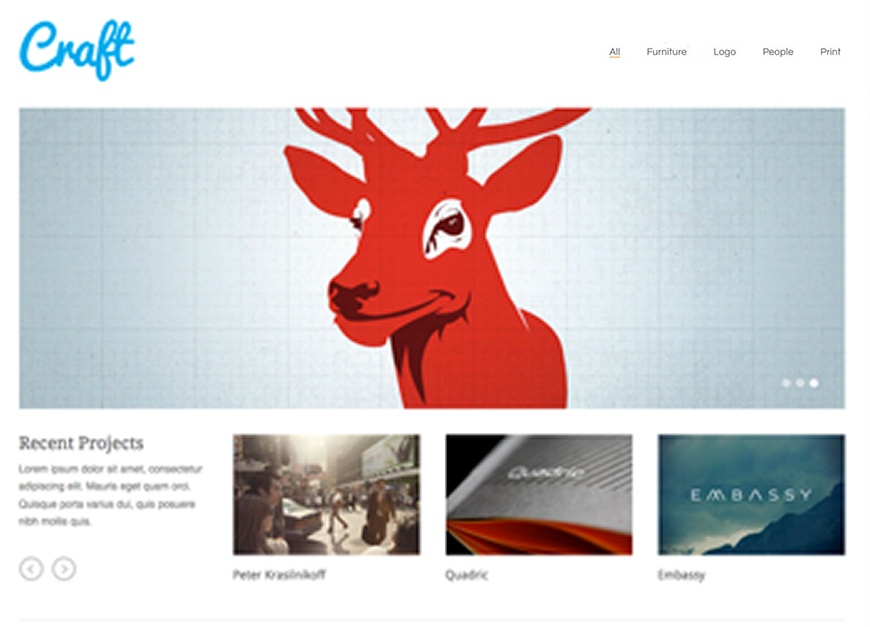 Craft
All Furniture Logo People Print
Recent Projects
Lorem ipsum dolor sit amet, consectetur
adipiscing elit. Mauris eget quam orci.
Quisque porta varius dui, quis posuere
nibh mollis quis.
Quadric
EMBASSY
Peter Krasilnikoff
Quadric
Embassy